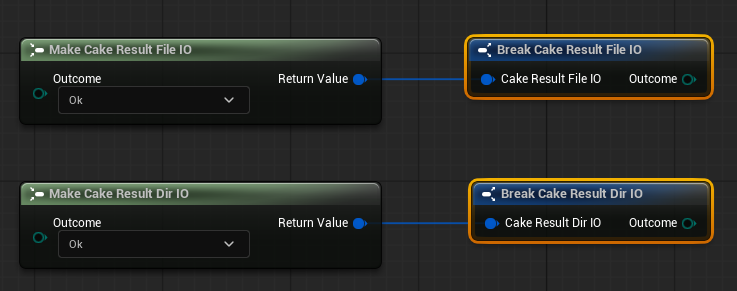 Make Cake Result File IO
Break Cake Result File IO
Outcome
Return Value
Cake Result File IO
Outcome
Ok
Make Cake Result Dir IO
Break Cake Result Dir IO
Outcome
Return Value
Cake Result Dir IO
Outcome
Ok